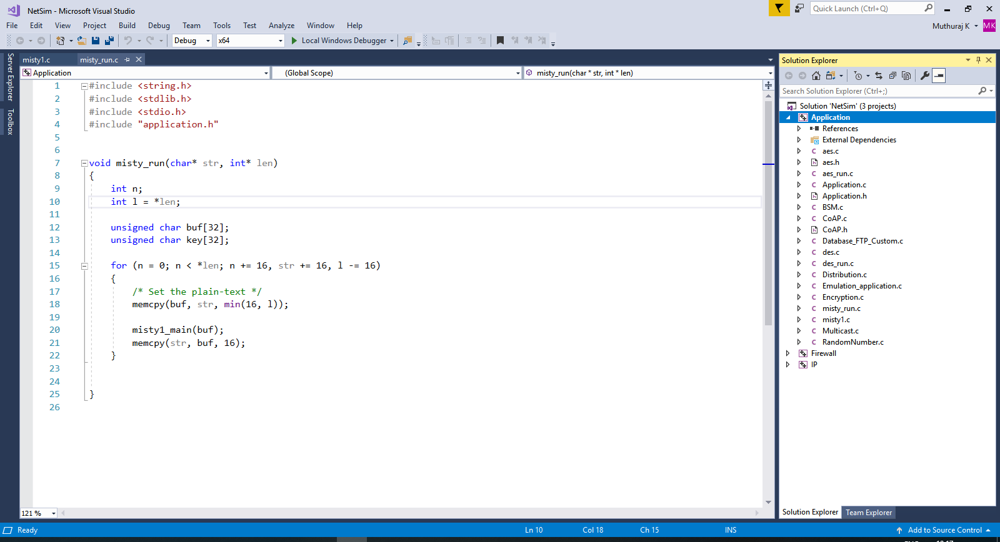 NetSim - Microsoft Visual Studio
Quick Launch (Ctrl+Q)
File Edit View Project Build Debug Team Tools Test Analyze Window Help
Muthuraj K MK
Debug x64 Local Windows Debugger
Server Explorer
Toolbox
misty1.c misty_run.c
Application (Global Scope) misty_run(char * str, int * len)
1 #include <string.h>
2 #include <stdlib.h>
3 #include <stdio.h>
4 #include "application.h"
5
6
7 void misty_run(char* str, int* len)
8 {
9 int n;
10 int l = *len;
11
12 unsigned char buf[32];
13 unsigned char key[32];
14
15 for (n = 0; n < *len; n += 16, str += 16, l -= 16)
16 {
17 /* Set the plain-text */
18 memcpy(buf, str, min(16, l));
19
20 misty1_main(buf);
21 memcpy(str, buf, 16);
22 }
23
24
25 }
26
121 %
Solution Explorer
Search Solution Explorer (Ctrl+;)
Solution 'NetSim' (3 projects)
Application
References
External Dependencies
aes.c
aes.h
aes_run.c
Application.c
Application.h
BSM.c
CoAP.c
CoAP.h
Database_FTP_Custom.c
des.c
des_run.c
Distribution.c
Emulation_application.c
Encryption.c
misty_run.c
misty1.c
Multicast.c
RandomNumber.c
Firewall
IP
Solution Explorer Team Explorer
Ready Ln 10 Col 18 Ch 15 INS Add to Source Control